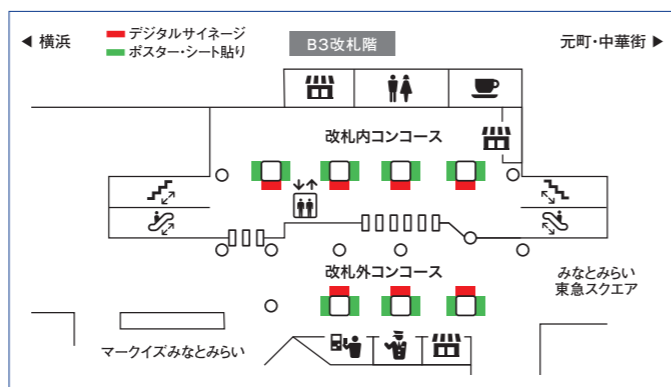 ◀ 横浜
デジタルサイネージ
ポスター・シート貼り
B3改札階
元町・中華街 ▶
改札内コンコース
改札外コンコース
みなとみらい
東急スクエア
マークイズみなとみらい